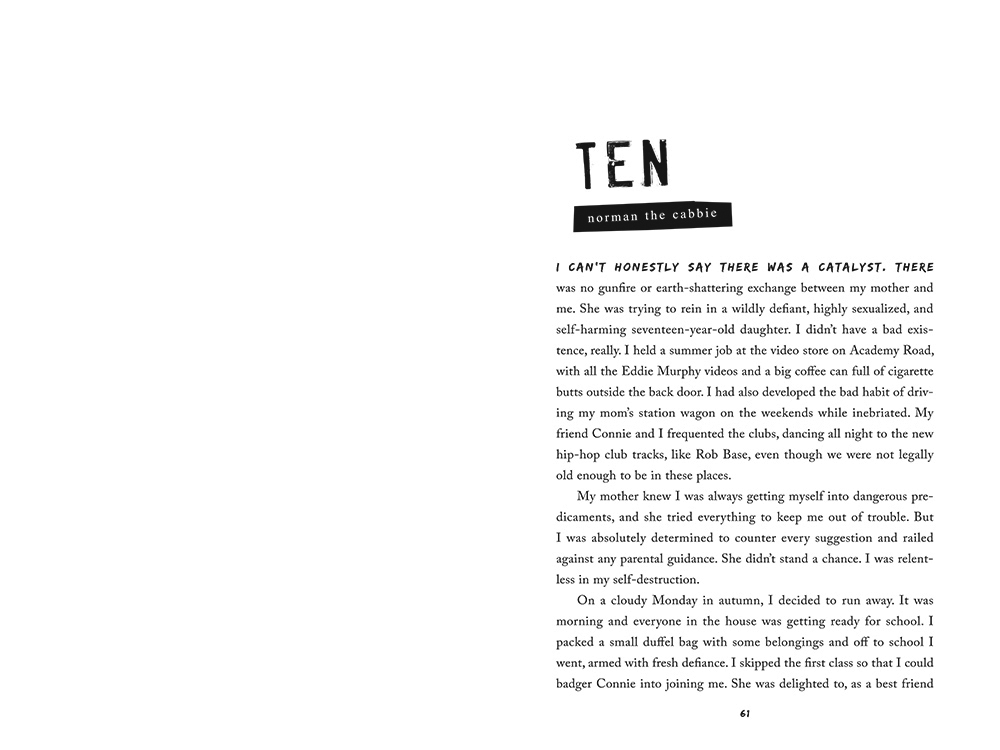 TEN
norman the cabbie
I CAN'T HONESTLY SAY THERE WAS A CATALYST. THERE
was no gunfire or earth-shattering exchange between my mother and
me. She was trying to rein in a wildly defiant, highly sexualized, and
self-harming seventeen-year-old daughter. I didn't have a bad exis-
tence, really. I held a summer job at the video store on Academy Road,
with all the Eddie Murphy videos and a big coffee can full of cigarette
butts outside the back door. I had also developed the bad habit of driv-
ing my mom's station wagon on the weekends while inebriated. My
friend Connie and I frequented the clubs, dancing all night to the new
hip-hop club tracks, like Rob Base, even though we were not legally
old enough to be in these places.
My mother knew I was always getting myself into dangerous pre-
dicaments, and she tried everything to keep me out of trouble. But
I was absolutely determined to counter every suggestion and railed
against any parental guidance. She didn't stand a chance. I was relent-
less in my self-destruction.
On a cloudy Monday in autumn, I decided to run away. It was
morning and everyone in the house was getting ready for school. I
packed a small duffel bag with some belongings and off to school I
went, armed with fresh defiance. I skipped the first class so that I could
badger Connie into joining me. She was delighted to, as a best friend
61